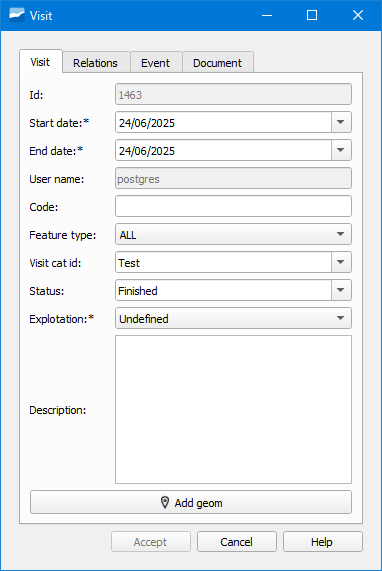 Visit
Visit Relations Event Document
Id: 1463
Start date:* 24/06/2025
End date:* 24/06/2025
User name: postgres
Code:
Feature type: ALL
Visit cat id: Test
Status: Finished
Explotation:* Undefined
Description:
Add geom
Accept Cancel Help